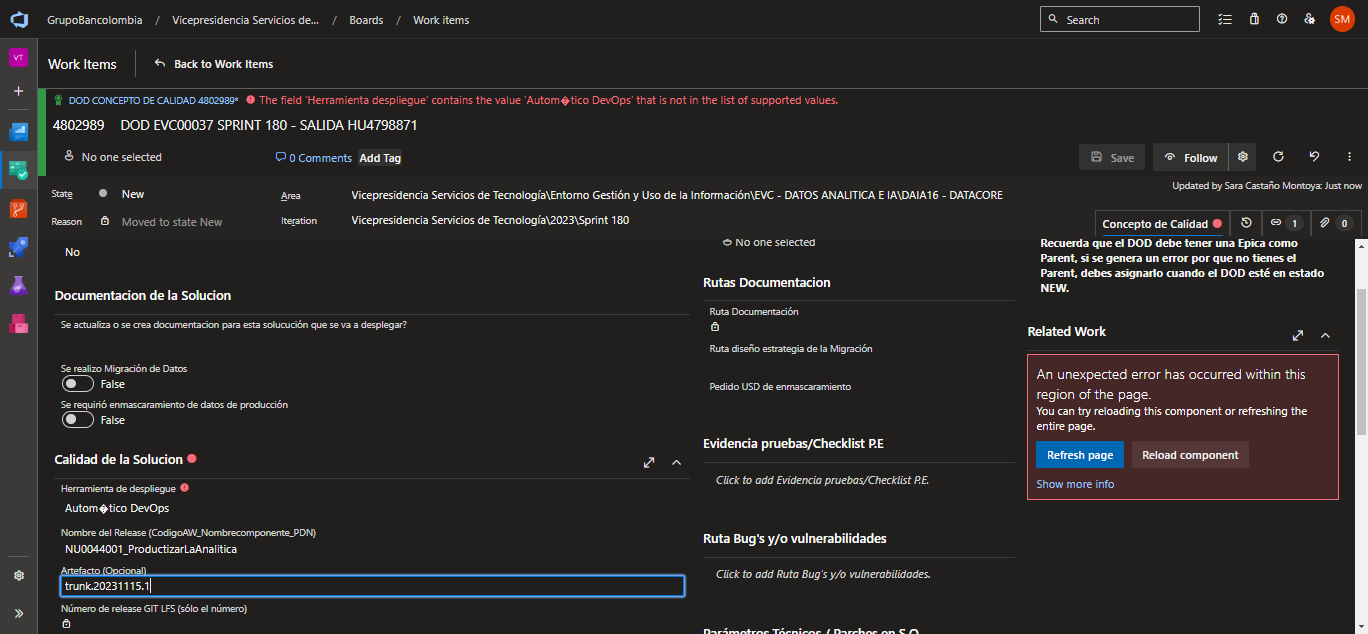 GrupoBancolombia / Vicepresidencia Servicios de... / Boards / Work items
Search
SM
VT
Work Items
Back to Work Items
DOD CONCEPTO DE CALIDAD 4802989* The field 'Herramienta despliegue' contains the value 'Autom�tico DevOps' that is not in the list of supported values.
4802989 DOD EVC00037 SPRINT 180 - SALIDA HU4798871
No one selected
0 Comments
Add Tag
Save
Follow
State
New
Area
Vicepresidencia Servicios de Tecnología\Entorno Gestión y Uso de la Información\EVC - DATOS ANALITICA E IA\DAIA16 - DATACORE
Updated by Sara Castaño Montoya: Just now
Reason
Moved to state New
Iteration
Vicepresidencia Servicios de Tecnología\2023\Sprint 180
Concepto de Calidad
1
0
No
Documentacion de la Solucion
Se actualiza o se crea documentacion para esta solucución que se va a desplegar?
Se realizo Migración de Datos
False
Se requirió enmascaramiento de datos de producción
False
Calidad de la Solucion
Herramienta de despliegue
Autom�tico DevOps
Nombre del Release (CodigoAW_Nombrecomponente_PDN)
NU0044001_ProductizarLaAnalitica
Artefacto (Opcional)
trunk.20231115.1
Número de release GIT LFS (sólo el número)
No one selected
Rutas Documentacion
Ruta Documentación
Ruta diseño estrategia de la Migración
Pedido USD de enmascaramiento
Evidencia pruebas/Checklist P.E
Click to add Evidencia pruebas/Checklist P.E.
Ruta Bug's y/o vulnerabilidades
Click to add Ruta Bug's y/o vulnerabilidades.
Parámetros Técnicos / Parches en S.O
Recuerda que el DOD debe tener una Epica como
Parent, si se genera un error por que no tienes el
Parent, debes asignarlo cuando el DOD esté en estado
NEW.
Related Work
An unexpected error has occurred within this
region of the page.
You can try reloading this component or refreshing the
entire page.
Refresh page
Reload component
Show more info